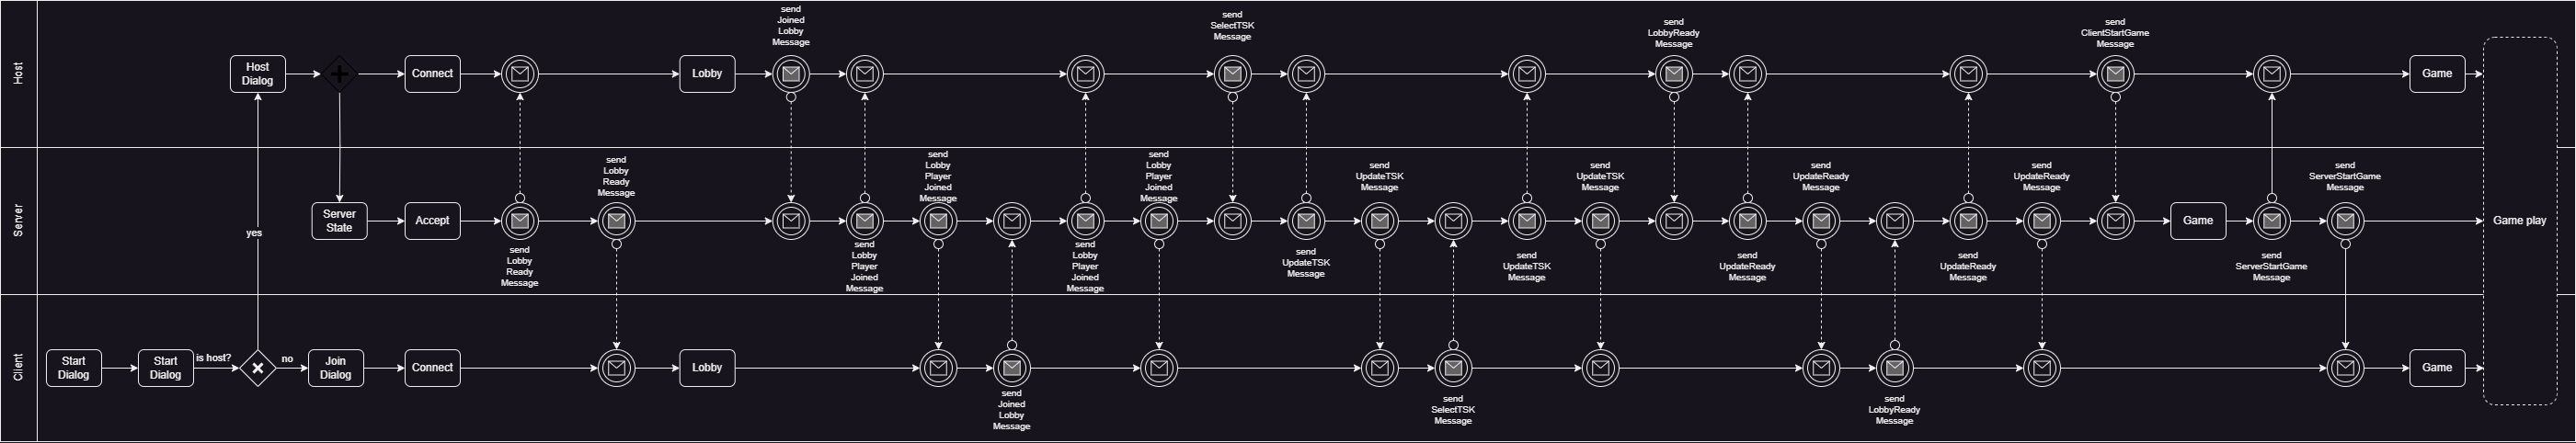 Host
Host
Dialog
Connect
Lobby
send
Joined
Lobby
Message
send
SelectTSK
Message
send
LobbyReady
Message
send
ClientStartGame
Message
Game
Server
yes
Server
State
Accept
send
Lobby
Ready
Message
send
Lobby
Ready
Message
send
Lobby
Player
Joined
Message
send
Lobby
Player
Joined
Message
send
Lobby
Player
Joined
Message
send
Lobby
Player
Joined
Message
send
UpdateTSK
Message
send
UpdateTSK
Message
send
UpdateTSK
Message
send
UpdateTSK
Message
send
UpdateReady
Message
send
UpdateReady
Message
send
UpdateReady
Message
send
UpdateReady
Message
Game
send
ServerStartGame
Message
send
ServerStartGame
Message
Game play
Client
Start
Dialog
Start
Dialog
is host?
no
Join
Dialog
Connect
Lobby
send
Joined
Lobby
Message
send
SelectTSK
Message
send
LobbyReady
Message
Game